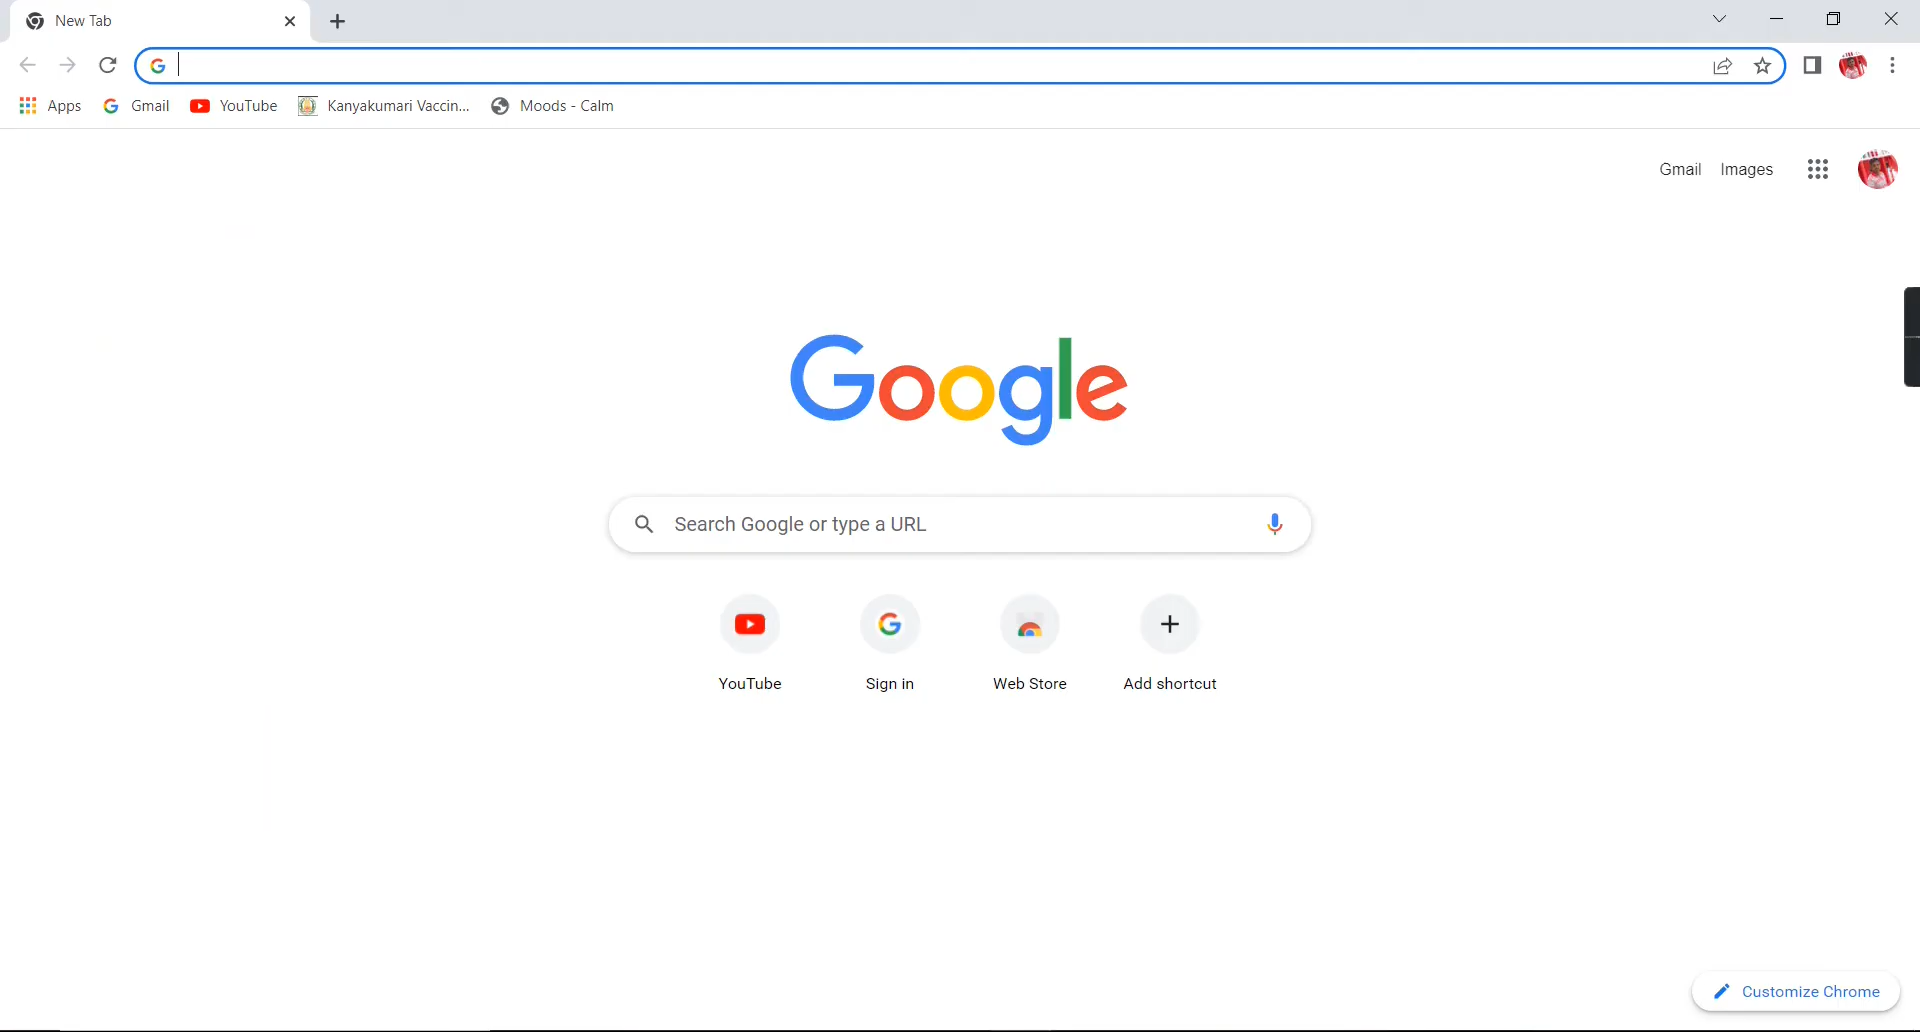 New Tab
Apps Gmail YouTube Kanyakumari Vaccin... Moods - Calm
Gmail Images
Google
Search Google or type a URL
YouTube Sign in Web Store Add shortcut
Customize Chrome